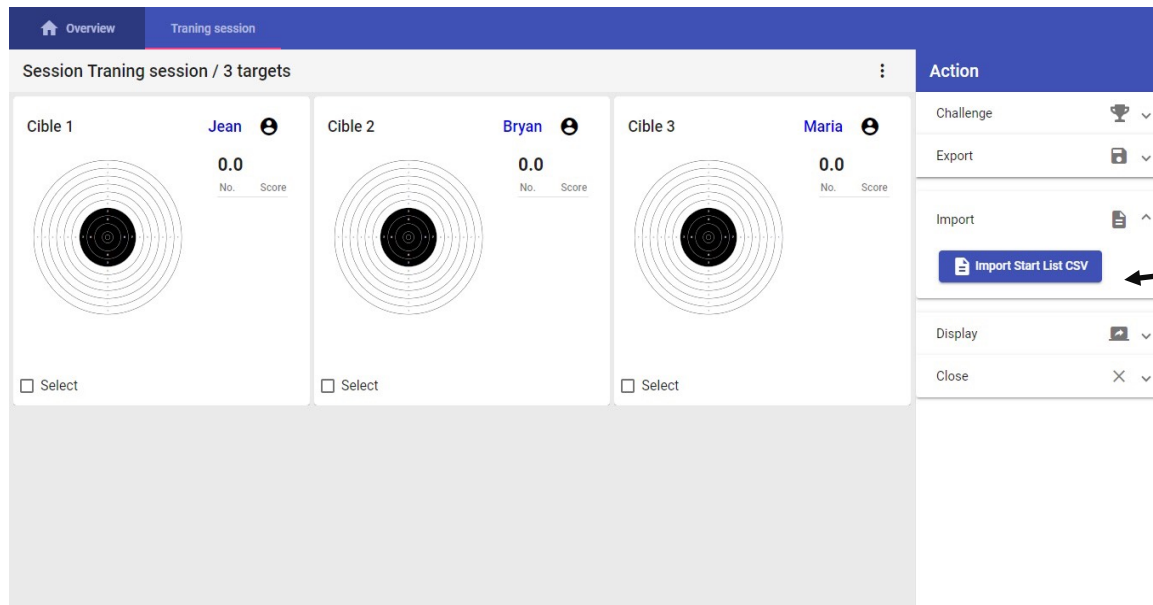 Overview
Traning session
Session Traning session / 3 targets
Cible 1
Jean
0.0
No. Score
Select
Cible 2
Bryan
0.0
No. Score
Select
Cible 3
Maria
0.0
No. Score
Select
Action
Challenge
Export
Import
Import Start List CSV
Display
Close